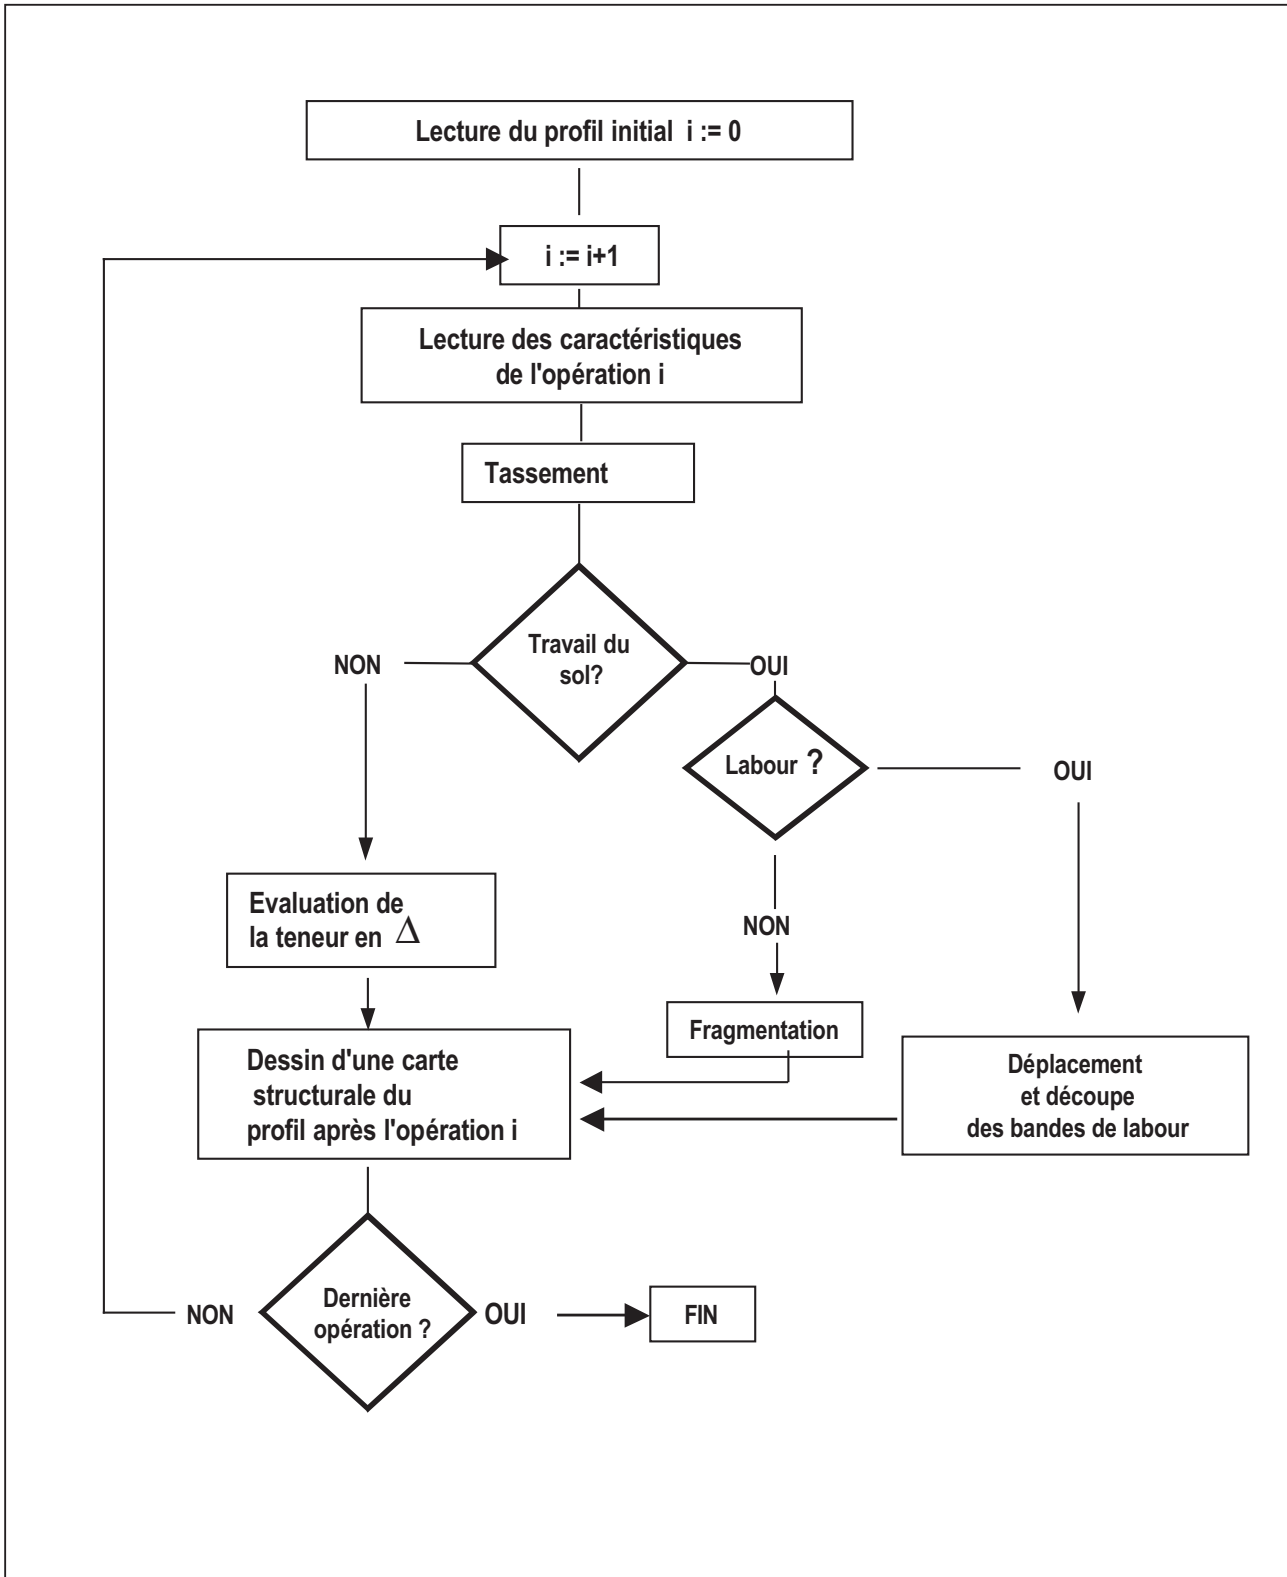 Lecture du profil initial i := 0
i := i+1
Lecture des caractéristiques
de l'opération i
Tassement
Travail du
sol?
NON
OUI
Labour ?
OUI
Evaluation de
la teneur en Δ
NON
Fragmentation
Dessin d'une carte
structurale du
profil après l'opération i
Déplacement
et découpe
des bandes de labour
Dernière
opération ?
NON
OUI
FIN